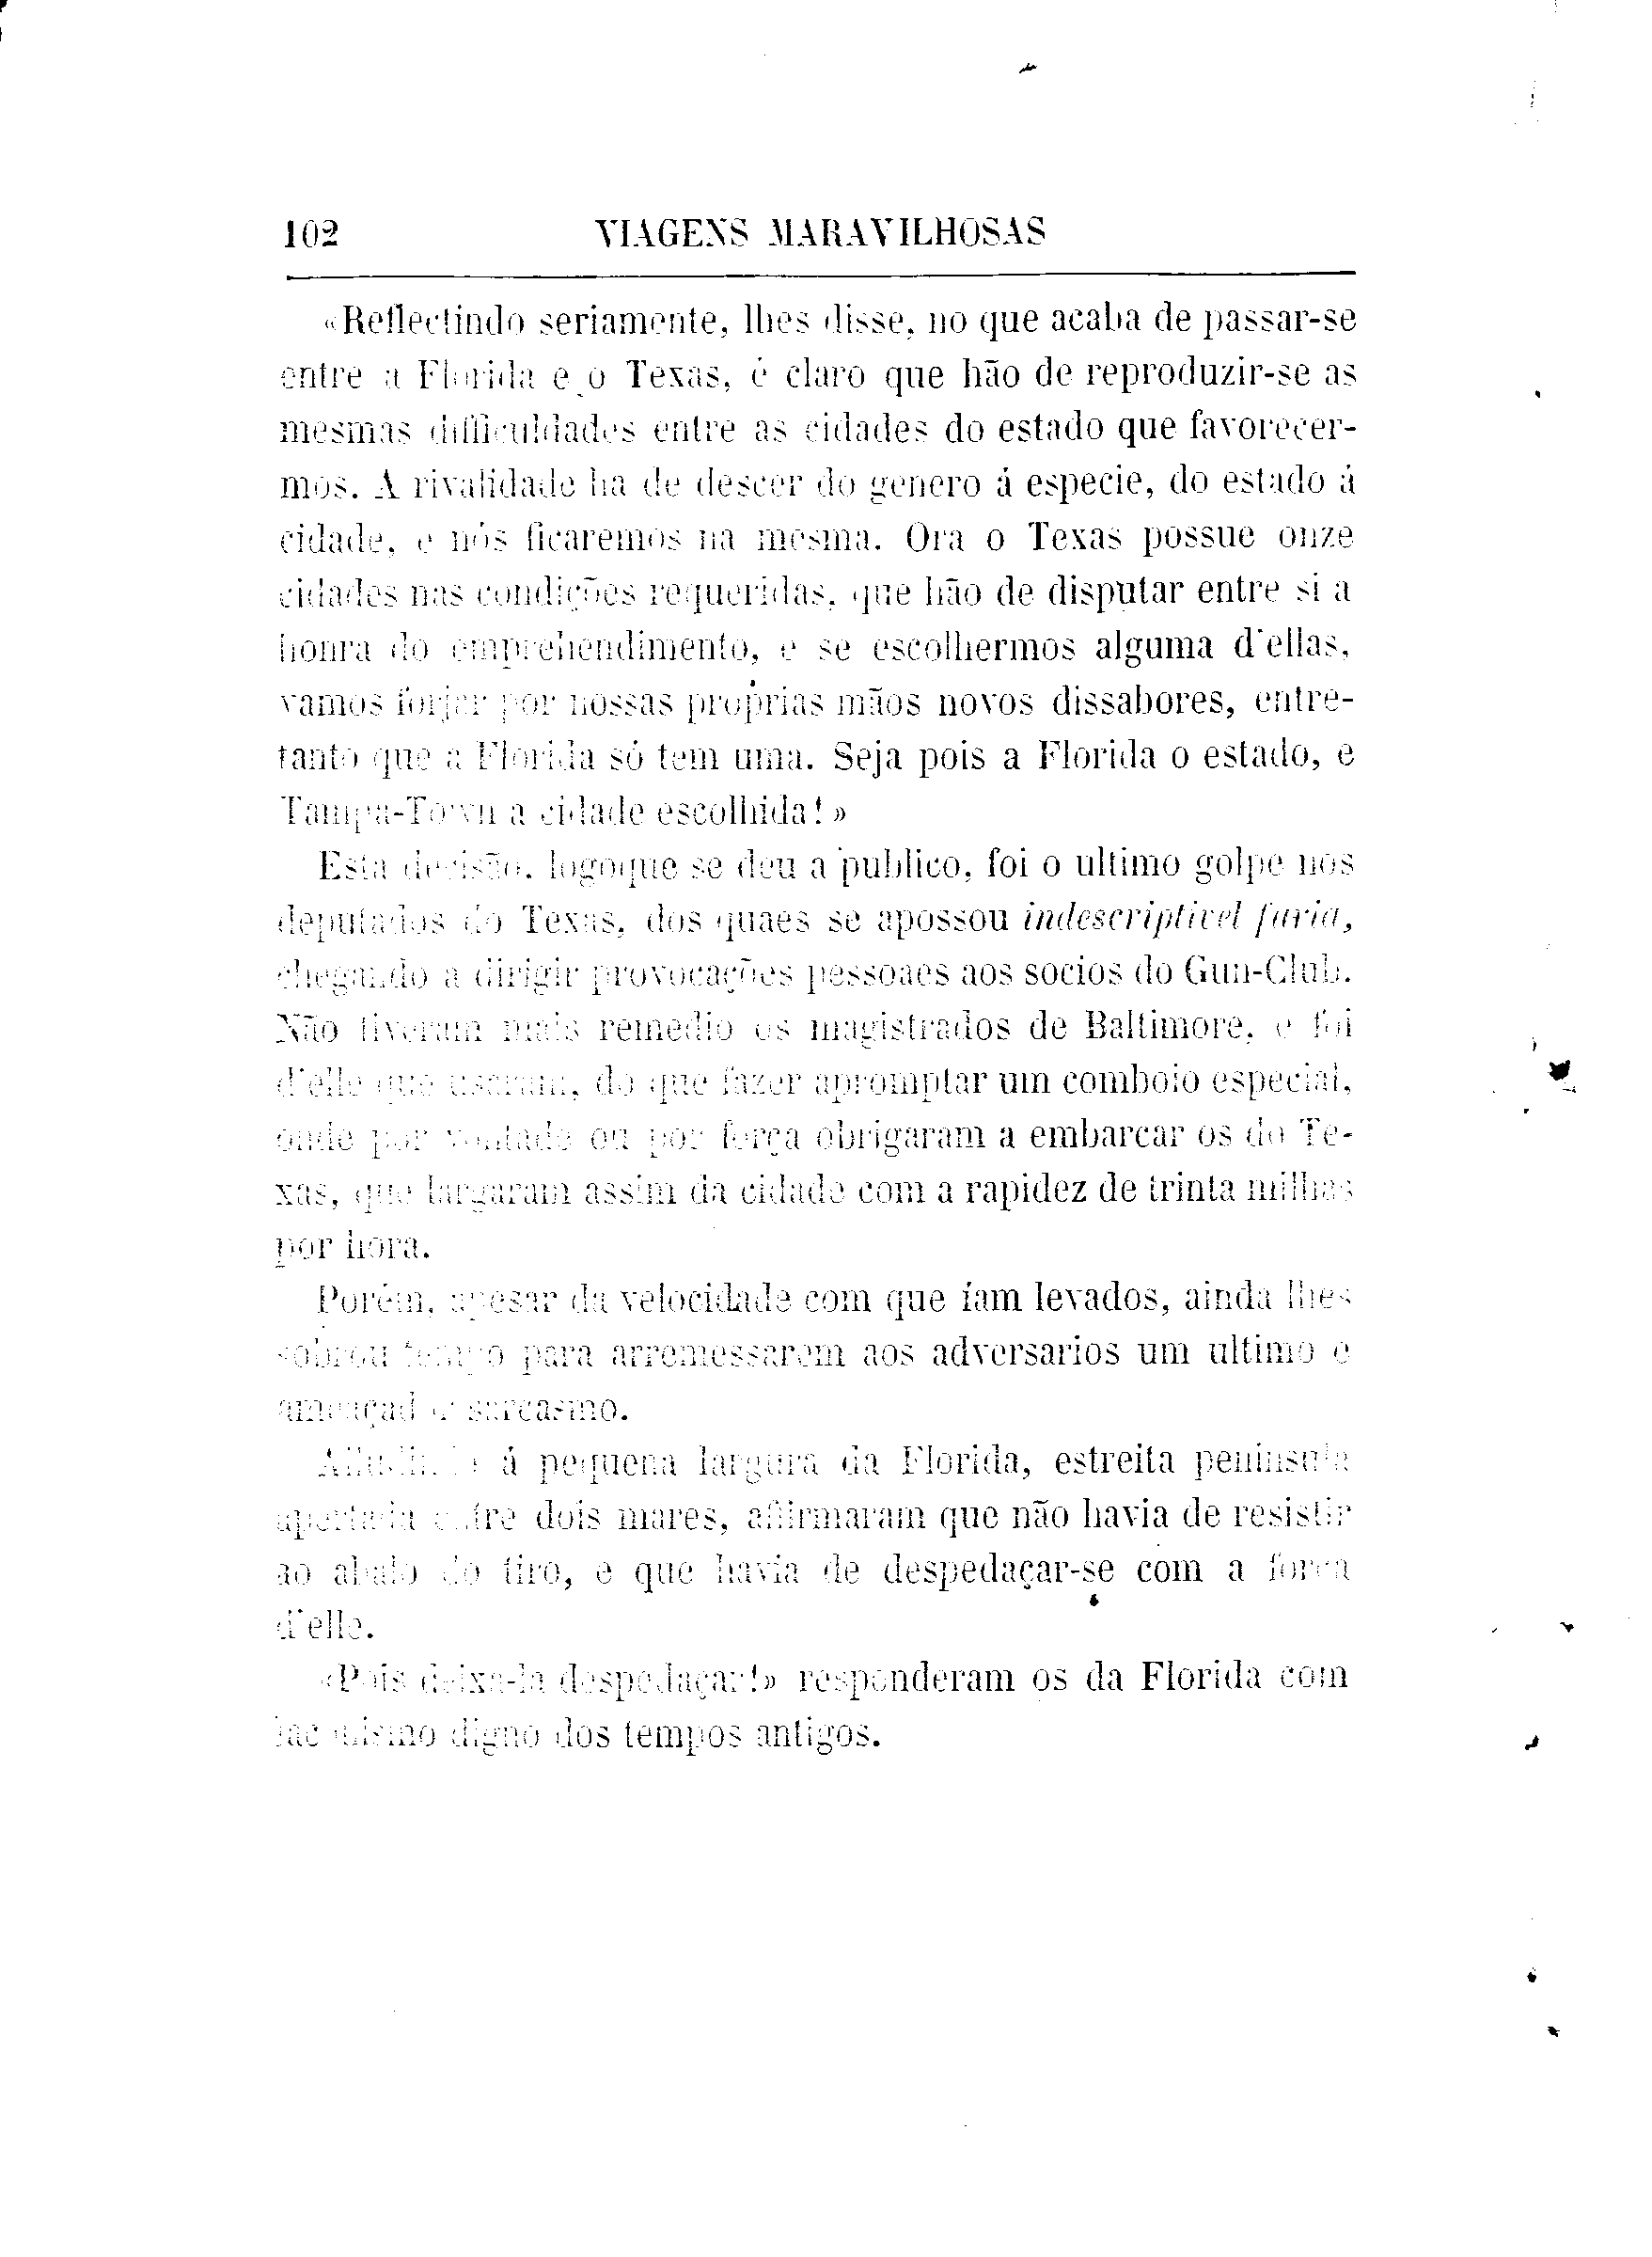 102 VIAGENS MARAVILHOSAS
«Reflectindo seriamente, lhes disse, no que acaba de passar-se
entre a Florida e o Texas, é claro que hão de reproduzir-se as
mesmas difficuldades entre as cidades do estado que favorecer-
mos. A rivalidade ha de descer do genero á especie, do estado á
cidade, e nós ficaremos na mesma. Ora o Texas possue onze
cidades nas condições requeridas, que hão de disputar entre si a
honra do emprehendimento, e se escolhermos alguma d'ellas,
vamos forjar por nossas proprias mãos novos dissabores, entre-
tanto que a Florida só tem uma. Seja pois a Florida o estado, e
Tampa-Town a cidade escolhida!»
Esta decisão, logoque se deu a publico, foi o ultimo golpe nos
deputados do Texas, dos quaes se apossou indescriptivel furia,
chegando a dirigir provocações pessoaes aos socios do Gun-Club.
Não tiveram mais remedio os magistrados de Baltimore, e foi
d'elle que usaram, do que fazer apromptar um comboio especial,
onde por vontade ou por força obrigaram a embarcar os do Te-
xas, que largaram assim da cidade com a rapidez de trinta milhas
por hora.
Porém, apesar da velocidade com que íam levados, ainda lhes
sobrou tempo para arremessarem aos adversarios um ultimo e
ameaçador sarcasmo.
Alludindo á pequena largura da Florida, estreita peninsula
apertada entre dois mares, affirmaram que não havia de resistir
ao abalo do tiro, e que havia de despedaçar-se com a força
d'elle.
«Pois deixa-la despedaçar!» responderam os da Florida com
laconismo digno dos tempos antigos.